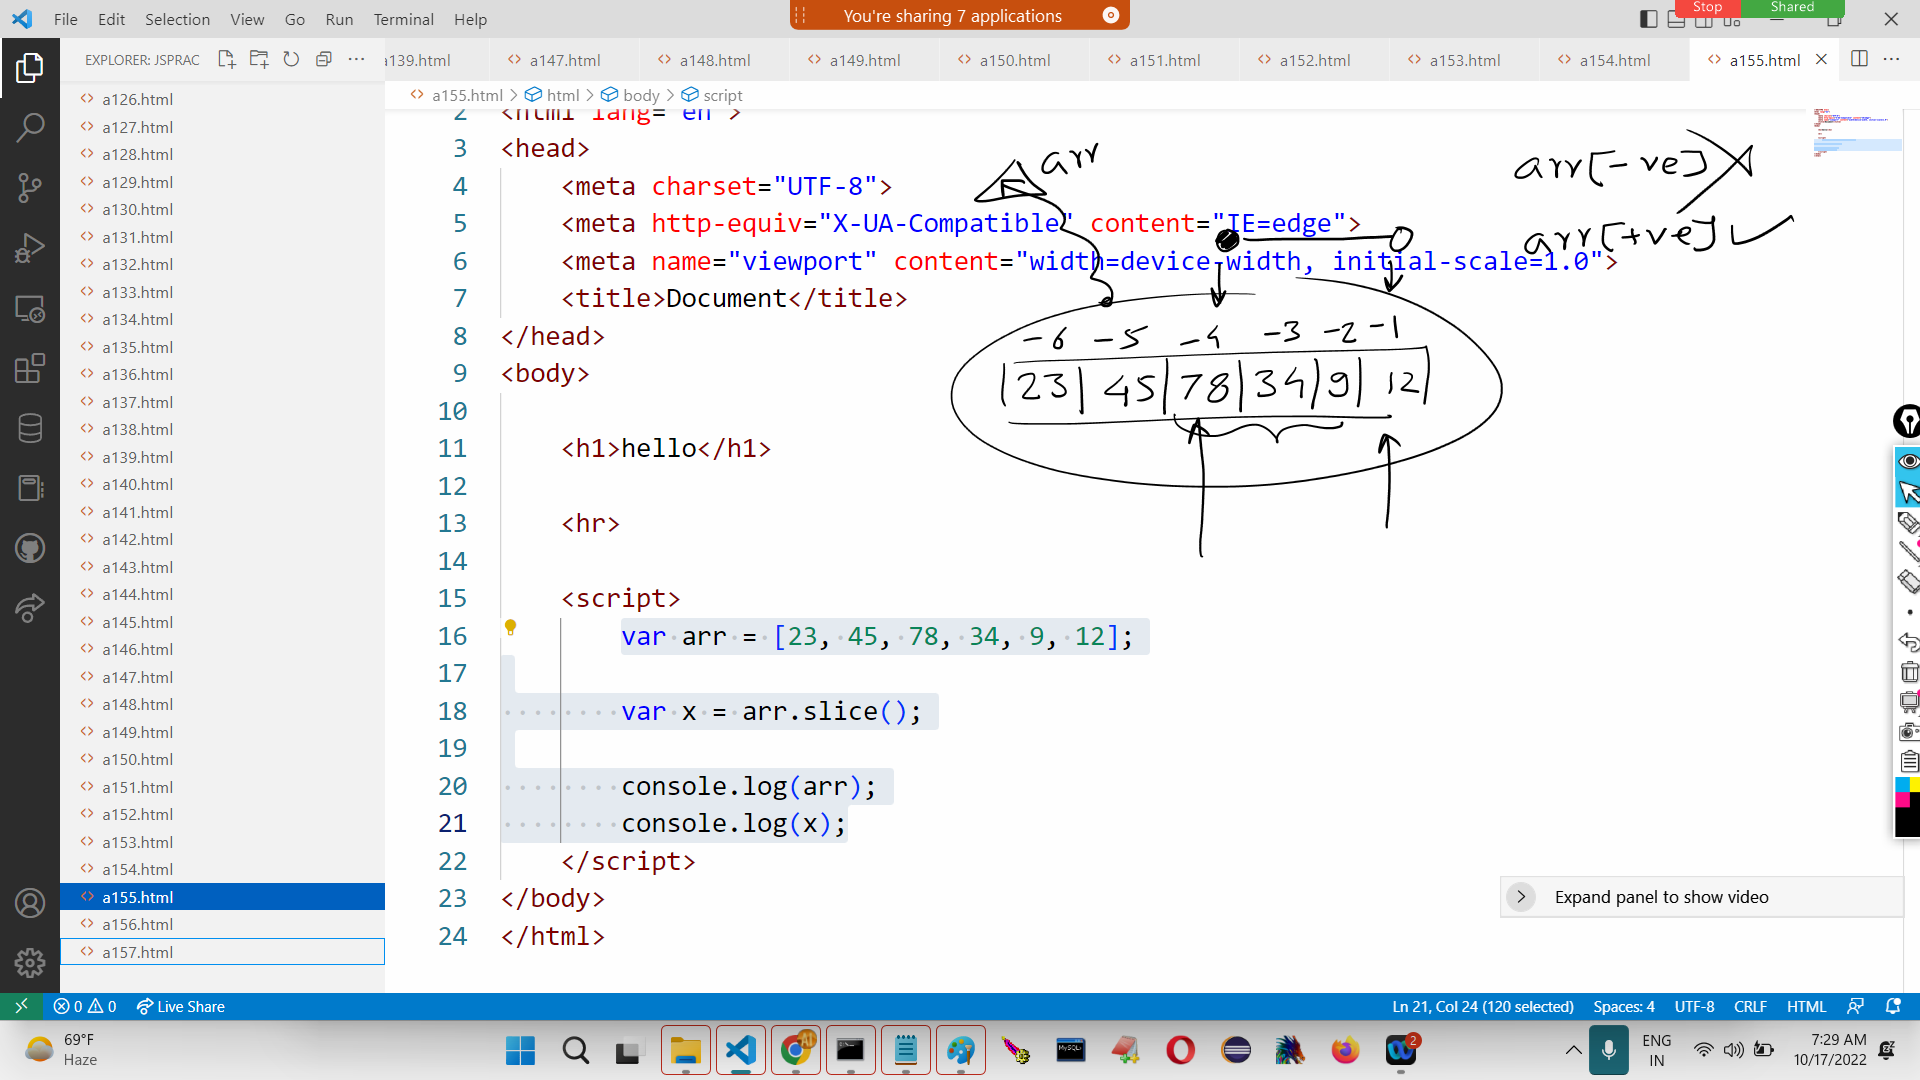 File Edit Selection View Go Run Terminal Help
You're sharing 7 applications
Stop Shared
EXPLORER: JSPRAC
a139.html a147.html a148.html a149.html a150.html a151.html a152.html a153.html a154.html a155.html
a155.html > html > body > script
a126.html
a127.html
a128.html
a129.html
a130.html
a131.html
a132.html
a133.html
a134.html
a135.html
a136.html
a137.html
a138.html
a139.html
a140.html
a141.html
a142.html
a143.html
a144.html
a145.html
a146.html
a147.html
a148.html
a149.html
a150.html
a151.html
a152.html
a153.html
a154.html
a155.html
a156.html
a157.html
2 <html lang="en">
3 <head>
4 <meta charset="UTF-8">
5 <meta http-equiv="X-UA-Compatible" content="IE=edge">
6 <meta name="viewport" content="width=device-width, initial-scale=1.0">
7 <title>Document</title>
8 </head>
9 <body>
10
11 <h1>hello</h1>
12
13 <hr>
14
15 <script>
16 var arr = [23, 45, 78, 34, 9, 12];
17
18 var x = arr.slice();
19
20 console.log(arr);
21 console.log(x);
22 </script>
23 </body>
24 </html>
arr
arr[-ve]
arr[+ve]
-6 -5 -4 -3 -2 -1
23 45 78 34 9 12
Expand panel to show video
0 0 Live Share
Ln 21, Col 24 (120 selected) Spaces: 4 UTF-8 CRLF HTML
69°F
Haze
MySQL
2
ENG
IN
7:29 AM
10/17/2022